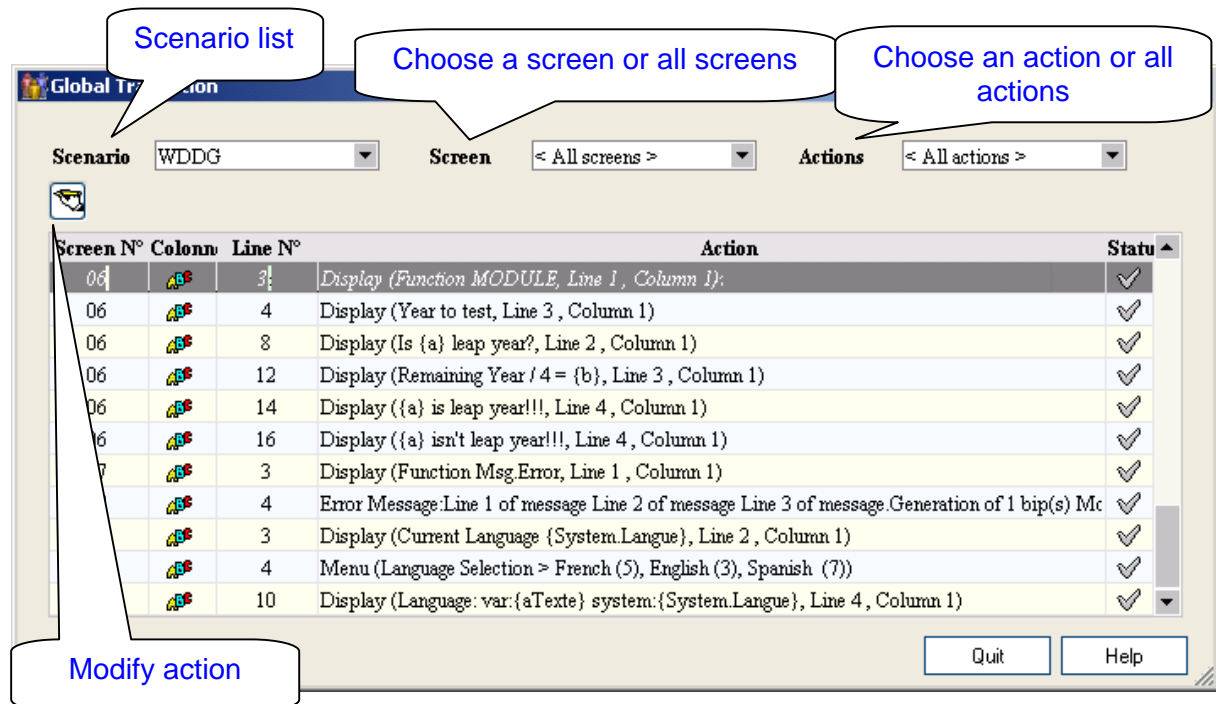 Scenario list
Choose a screen or all screens
Choose an action or all
actions
Global Tr
Scenario WDDG Screen < All screens > Actions < All actions >
Screen N° Colonn Line N° Action Statu
06 3 Display (Function MODULE, Line 1 , Column 1)
06 4 Display (Year to test, Line 3 , Column 1)
06 8 Display (Is {a} leap year?, Line 2 , Column 1)
06 12 Display (Remaining Year / 4 = {b}, Line 3 , Column 1)
06 14 Display ({a} is leap year!!!, Line 4 , Column 1)
16 Display ({a} isn't leap year!!!, Line 4 , Column 1)
3 Display (Function Msg.Error, Line 1 , Column 1)
4 Error Message:Line 1 of message Line 2 of message Line 3 of message.Generation of 1 bip(s) Mc
3 Display (Current Language {System.Langue}, Line 2 , Column 1)
4 Menu (Language Selection > French (5), English (3), Spanish (7))
10 Display (Language: var:{aTexte} system:{System.Langue}, Line 4 , Column 1)
Modify action
Quit Help